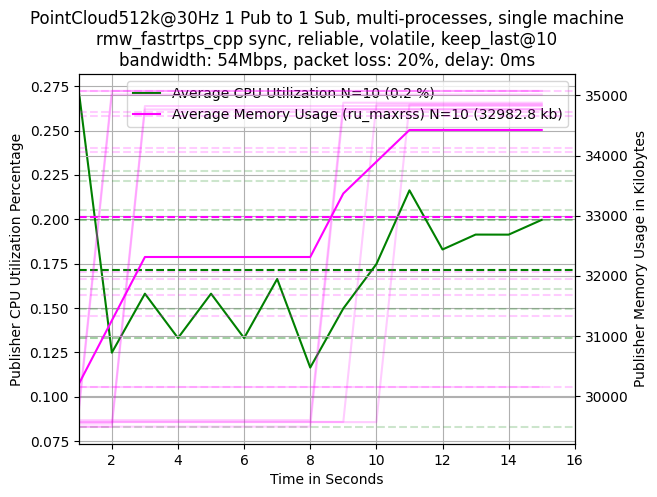 PointCloud512k@30Hz 1 Pub to 1 Sub, multi-processes, single machine
rmw_fastrtps_cpp sync, reliable, volatile, keep_last@10
bandwidth: 54Mbps, packet loss: 20%, delay: 0ms
Average CPU Utilization N=10 (0.2 %)
Average Memory Usage (ru_maxrss) N=10 (32982.8 kb)
Publisher CPU Utilization Percentage
0.275
0.250
0.225
0.200
0.175
0.150
0.125
0.100
0.075
35000
34000
33000
32000
31000
30000
Publisher Memory Usage in Kilobytes
2 4 6 8 10 12 14 16
Time in Seconds